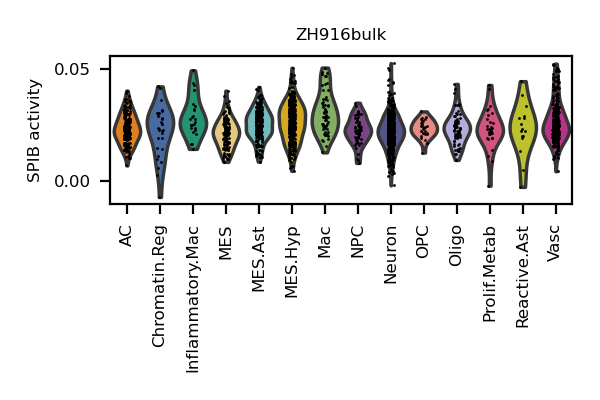 ZH916bulk
SPIB activity
0.05
0.00
AC
Chromatin.Reg
Inflammatory.Mac
MES
MES.Ast
MES.Hyp
Mac
NPC
Neuron
OPC
Oligo
Prolif.Metab
Reactive.Ast
Vasc